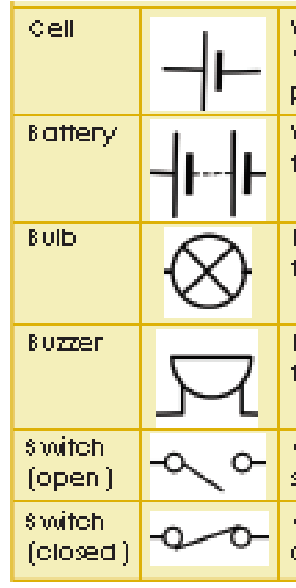 Cell
Battery
Bulb
Buzzer
Switch
(open)
Switch
(closed)